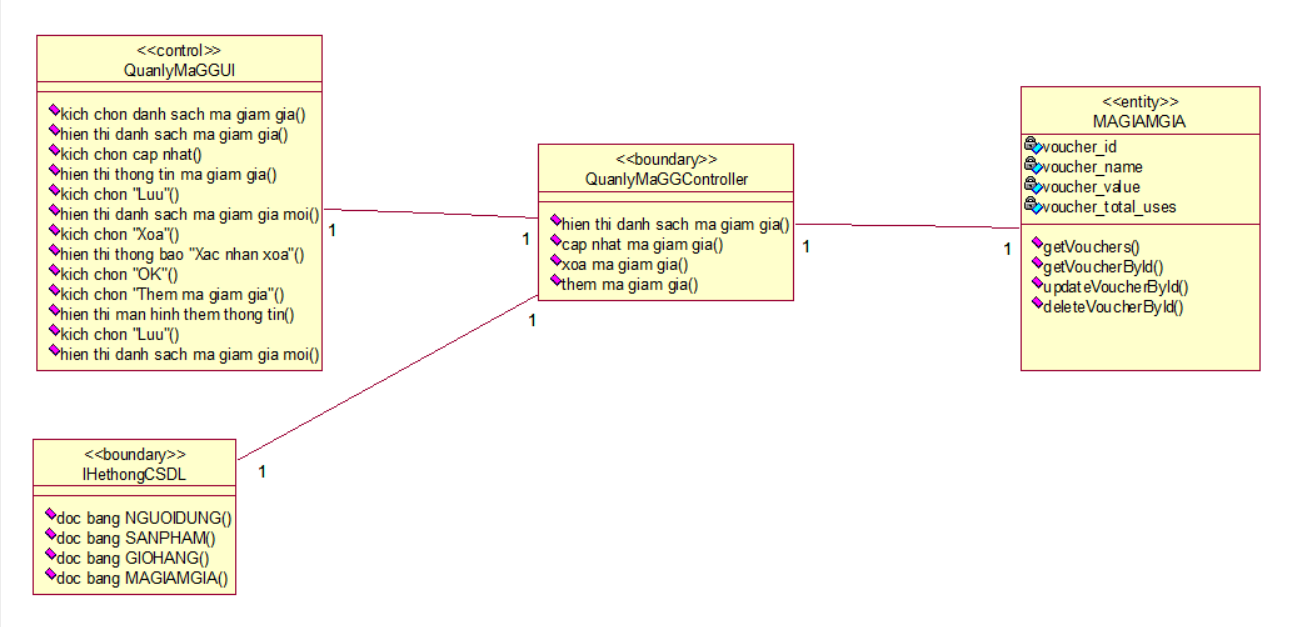 <<control>>
QuanlyMaGGUI
kich chon danh sach ma giam gia()
hien thi danh sach ma giam gia()
kich chon cap nhat()
hien thi thong tin ma giam gia()
kich chon "Luu"()
hien thi danh sach ma giam gia moi()
kich chon "Xoa"()
hien thi thong bao "Xac nhan xoa"()
kich chon "OK"()
kich chon "Them ma giam gia"()
hien thi man hinh them thong tin()
kich chon "Luu"()
hien thi danh sach ma giam gia moi()
1
1
<<boundary>>
QuanlyMaGGController
hien thi danh sach ma giam gia()
cap nhat ma giam gia()
xoa ma giam gia()
them ma giam gia()
1
1
<<entity>>
MAGIAMGIA
voucher_id
voucher_name
voucher_value
voucher_total_uses
getVouchers()
getVoucherById()
updateVoucherById()
deleteVoucherById()
1
1
<<boundary>>
IHethongCSDL
doc bang NGUOIDUNG()
doc bang SANPHAM()
doc bang GIOHANG()
doc bang MAGIAMGIA()